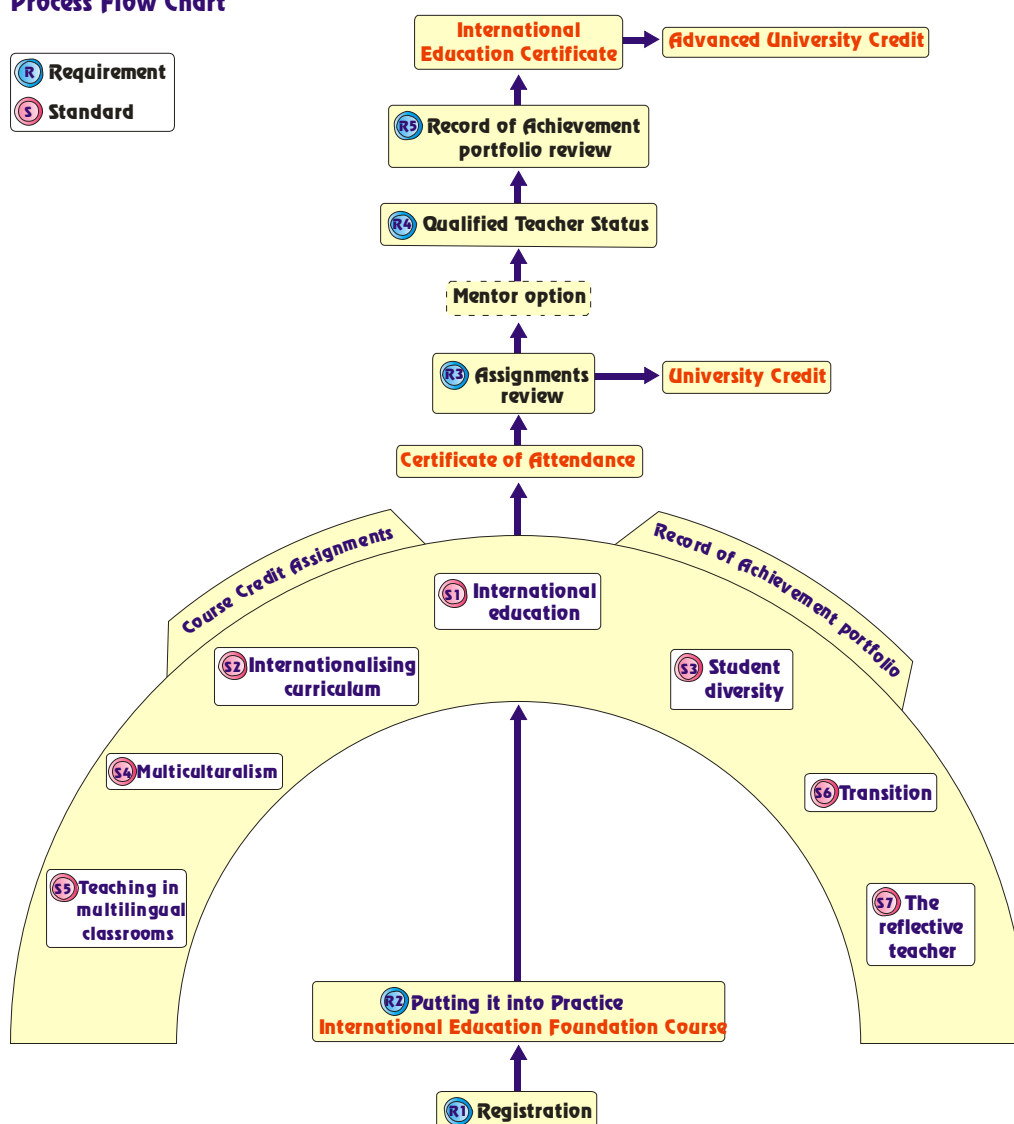 Process Flow Chart
R Requirement
S Standard
International
Education Certificate
Advanced University Credit
R5 Record of Achievement
portfolio review
R4 Qualified Teacher Status
Mentor option
R3 Assignments
review
University Credit
Certificate of Attendance
Course Credit Assignments
Record of Achievement portfolio
S1 International
education
S2 Internationalising
curriculum
S3 Student
diversity
S4 Multiculturalism
S6 Transition
S5 Teaching in
multilingual
classrooms
S7 The
reflective
teacher
R2 Putting it into Practice
International Education Foundation Course
R1 Registration